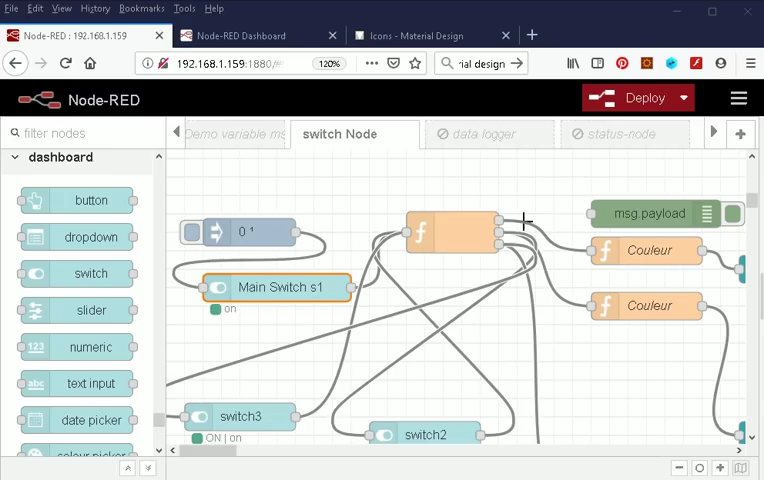 File Edit View History Bookmarks Tools Help
Node-RED : 192.168.1.159
Node-RED Dashboard
Icons - Material Design
192.168.1.159:1880/#
120%
ial design
Node-RED
Deploy
filter nodes
Demo variable ms
switch Node
data logger
status-node
dashboard
button
dropdown
switch
slider
numeric
text input
date picker
colour picker
0 ¹
Main Switch s1
on
switch3
ON | on
switch2
msg.payload
Couleur
Couleur